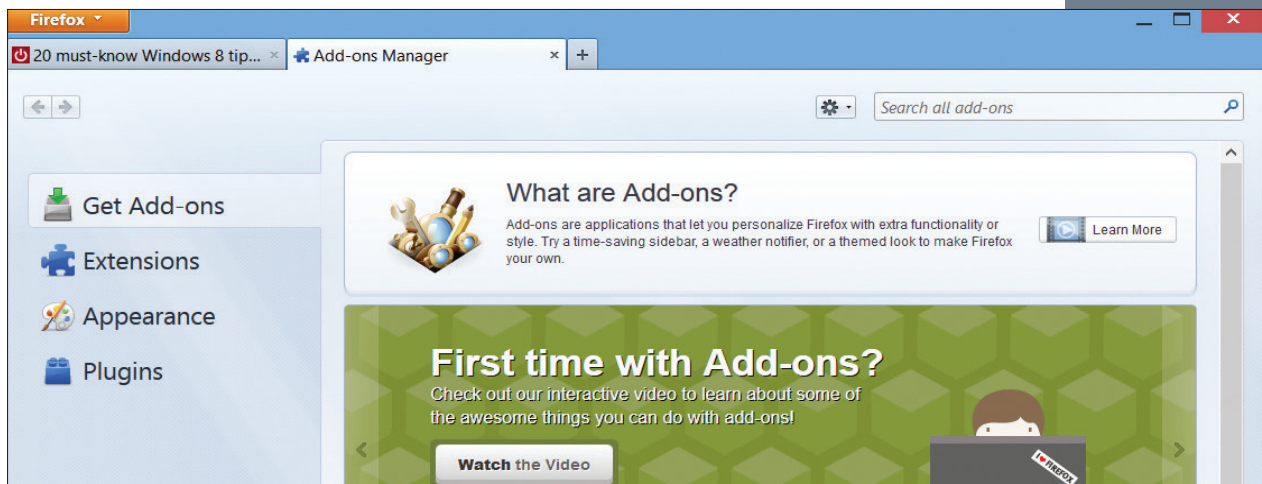 Firefox
20 must-know Windows 8 tip...
Add-ons Manager
Search all add-ons
Get Add-ons
Extensions
Appearance
Plugins
What are Add-ons?
Add-ons are applications that let you personalize Firefox with extra functionality or
style. Try a time-saving sidebar, a weather notifier, or a themed look to make Firefox
your own.
Learn More
First time with Add-ons?
Check out our interactive video to learn about some of
the awesome things you can do with add-ons!
Watch the Video
I ♥ FIREFOX